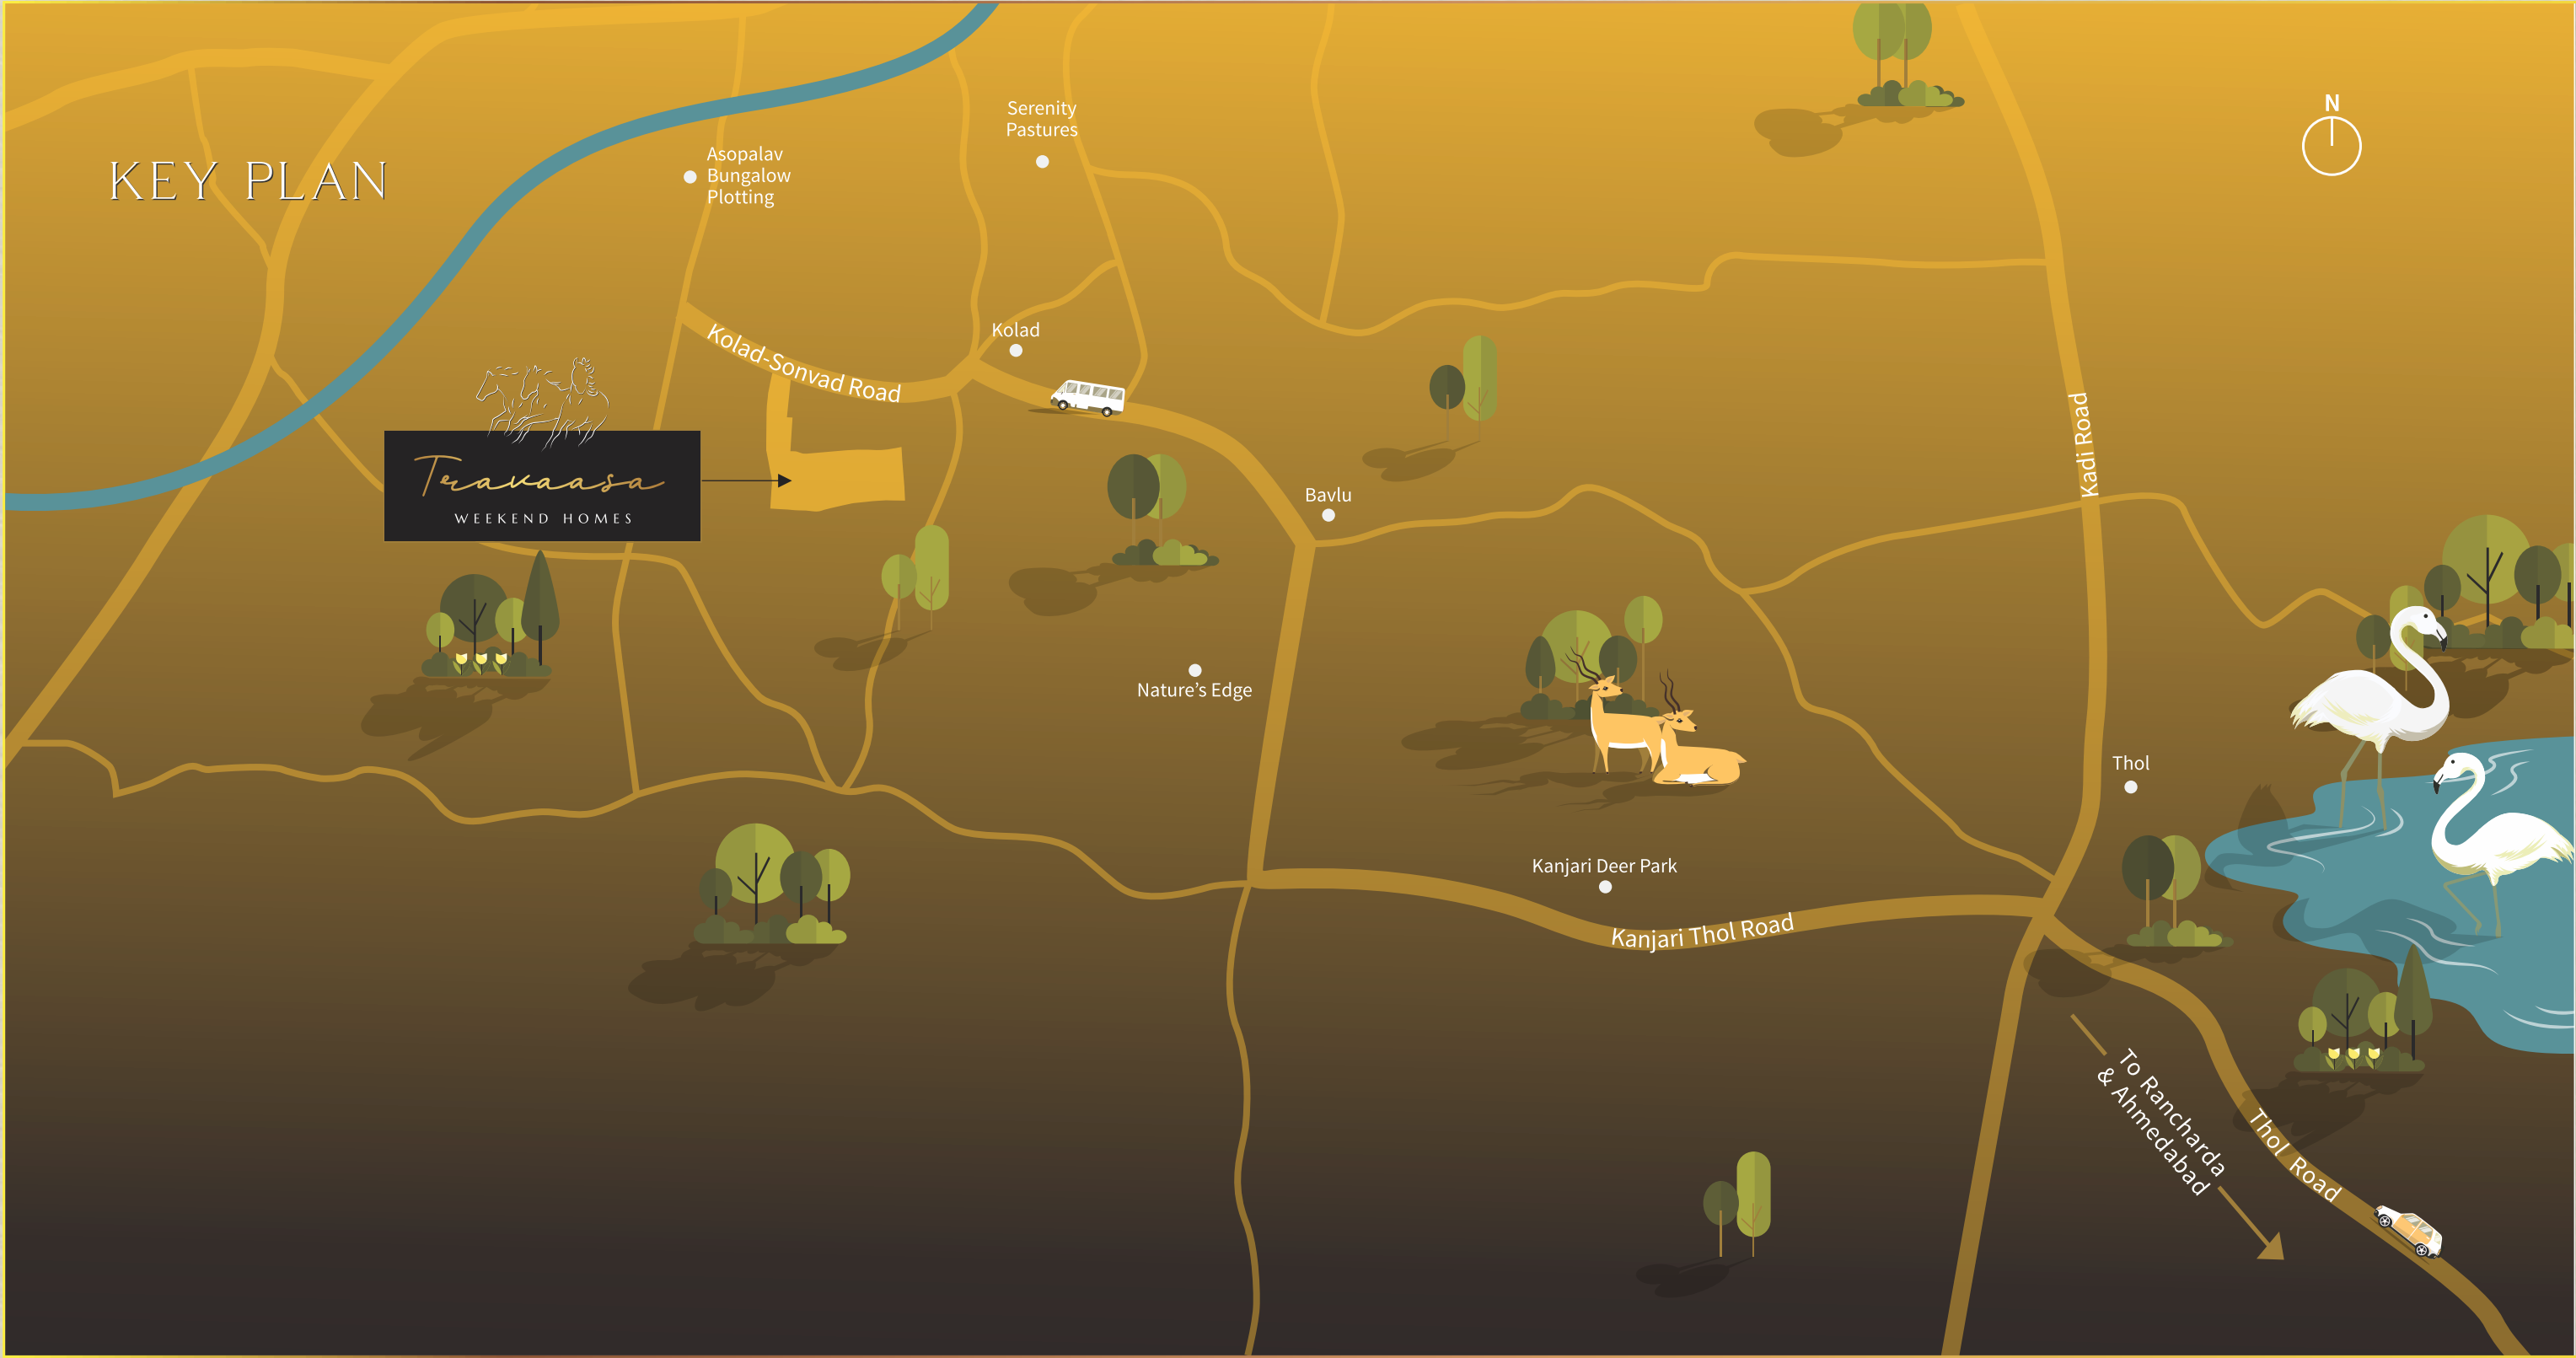 N
Serenity
Pastures
Asopalav
Bungalow
Plotting
KEY PLAN
Kolad
Kolad-Sonvad Road
Kadi Road
Travaasa
WEEKEND HOMES
Bavlu
Nature's Edge
Thol
Kanjari Deer Park
Kanjari Thol Road
To Rancharda
& Ahmedabad
Thol Road